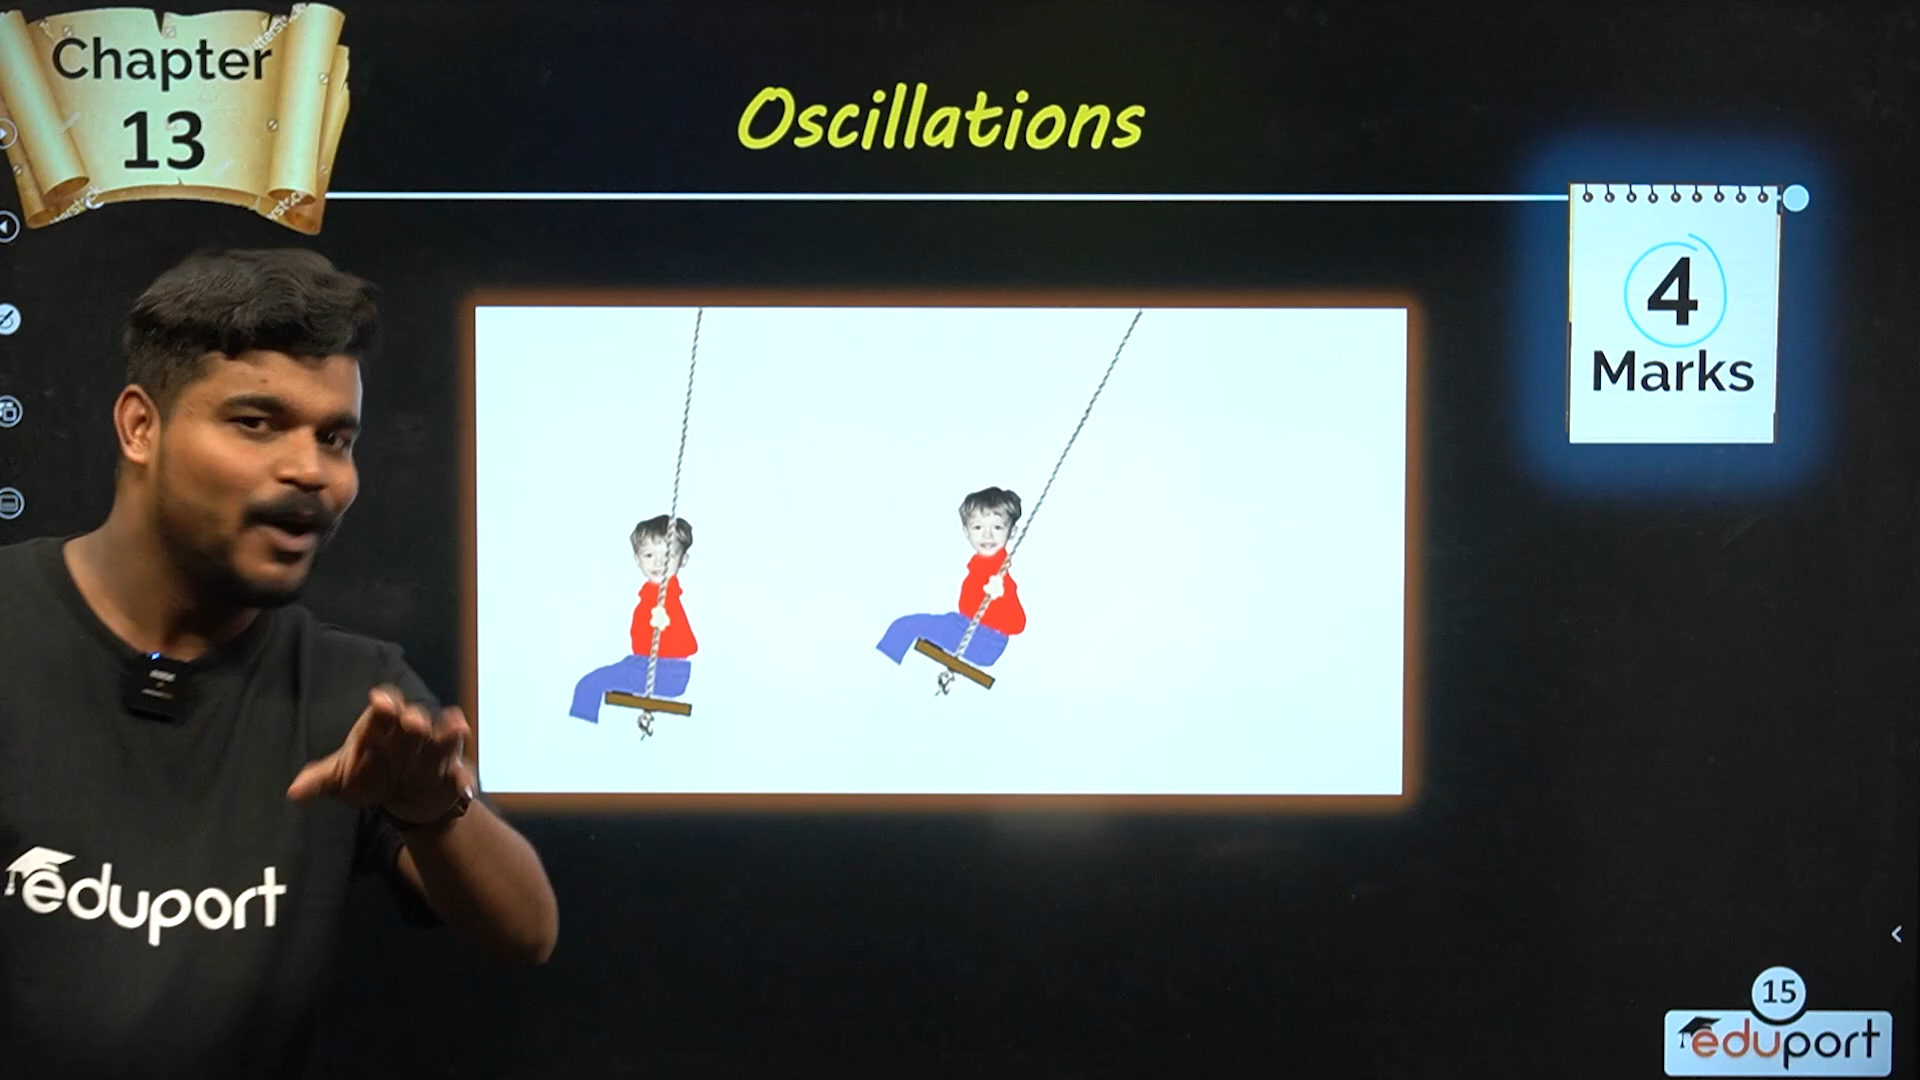 Chapter
13
Oscillations
4
Marks
eduport
15
eduport